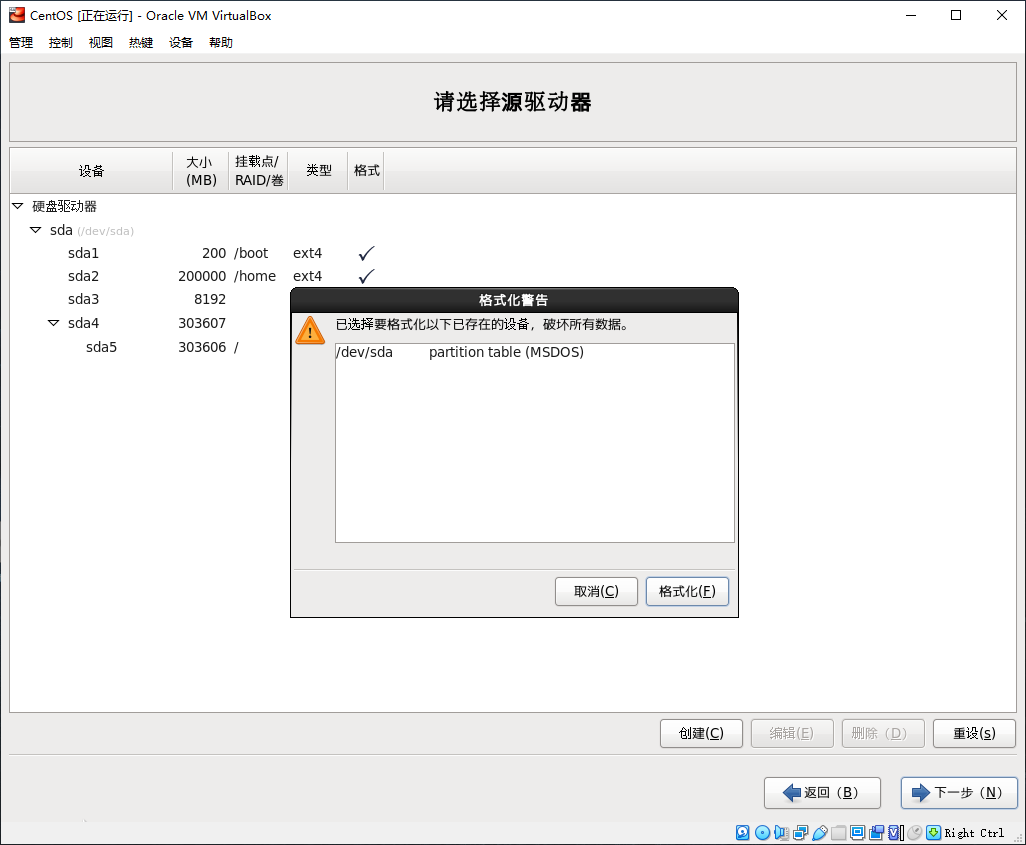 CentOS [正在运行] - Oracle VM VirtualBox
管理 控制 视图 热键 设备 帮助
请选择源驱动器
设备 大小 (MB) 挂载点/ RAID/卷 类型 格式
硬盘驱动器
sda (/dev/sda)
sda1 200 /boot ext4
sda2 200000 /home ext4
sda3 8192
sda4 303607
sda5 303606 /
格式化警告
已选择要格式化以下已存在的设备，破坏所有数据。
/dev/sda partition table (MSDOS)
取消(C) 格式化(F)
创建(C) 编辑(E) 删除（D） 重设(s)
返回（B） 下一步（N）
Right Ctrl